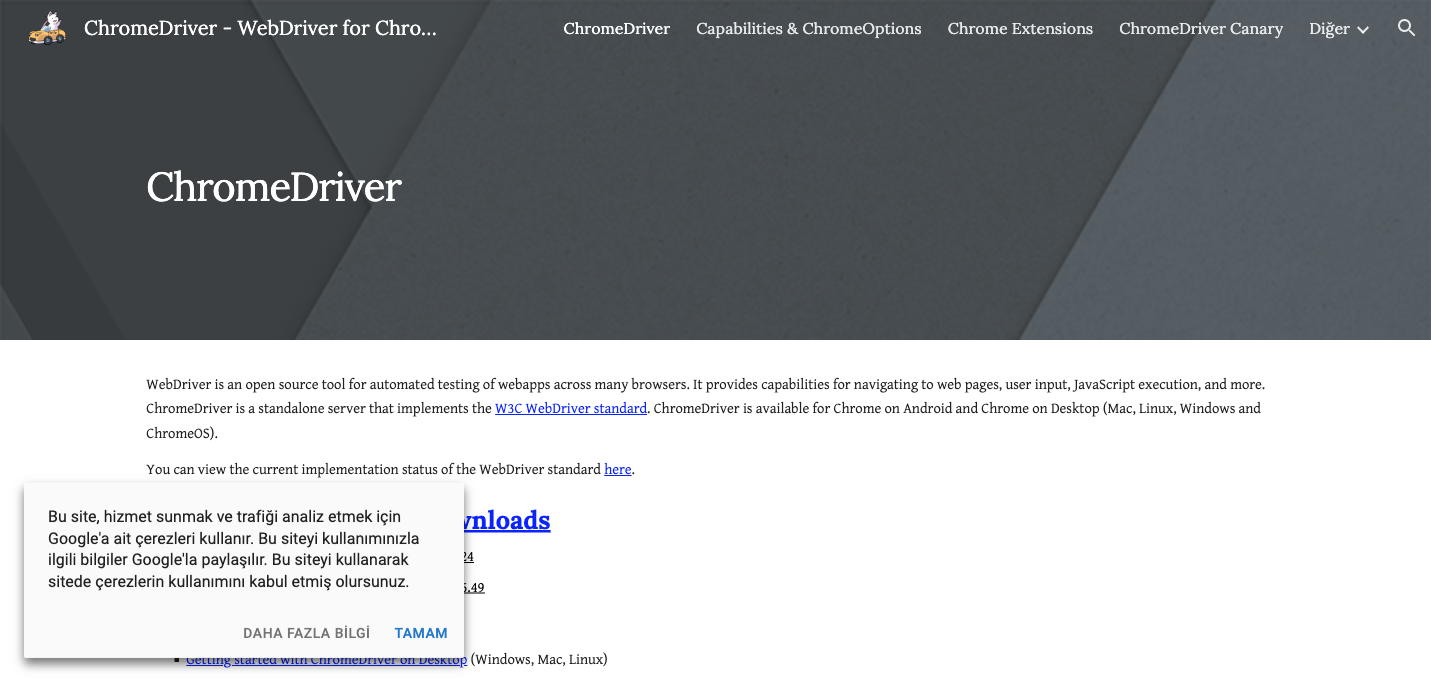 ChromeDriver - WebDriver for Chro...
ChromeDriver
Capabilities & ChromeOptions
Chrome Extensions
ChromeDriver Canary
Diğer
ChromeDriver
WebDriver is an open source tool for automated testing of webapps across many browsers. It provides capabilities for navigating to web pages, user input, JavaScript execution, and more.
ChromeDriver is a standalone server that implements the W3C WebDriver standard. ChromeDriver is available for Chrome on Android and Chrome on Desktop (Mac, Linux, Windows and
ChromeOS).
You can view the current implementation status of the WebDriver standard here.
wnloads
24
5.49
Getting started with ChromeDriver on Desktop (Windows, Mac, Linux)
Bu site, hizmet sunmak ve trafiği analiz etmek için
Google'a ait çerezleri kullanır. Bu siteyi kullanımınızla
ilgili bilgiler Google'la paylaşılır. Bu siteyi kullanarak
sitede çerezlerin kullanımını kabul etmiş olursunuz.
DAHA FAZLA BİLGİ
TAMAM